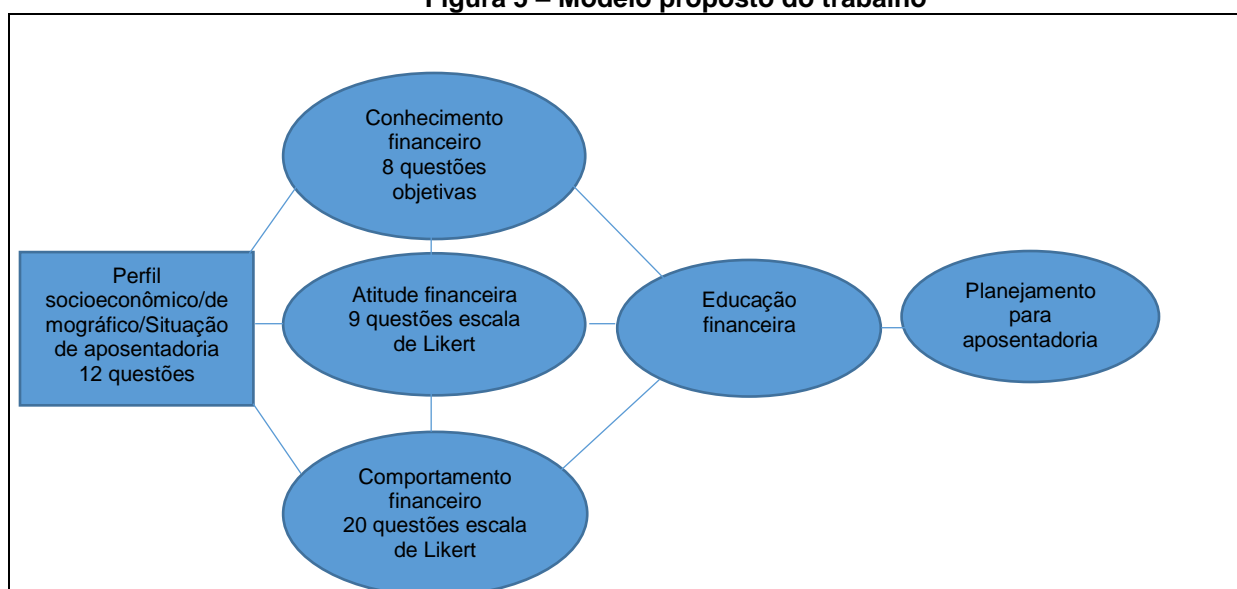 Figura 5 – Modelo proposto do trabalho
Conhecimento
financeiro
8 questões
objetivas
Perfil
socioeconômico/de
mográfico/Situação
de aposentadoria
12 questões
Atitude financeira
9 questões escala
de Likert
Educação
financeira
Planejamento
para
aposentadoria
Comportamento
financeiro
20 questões escala
de Likert